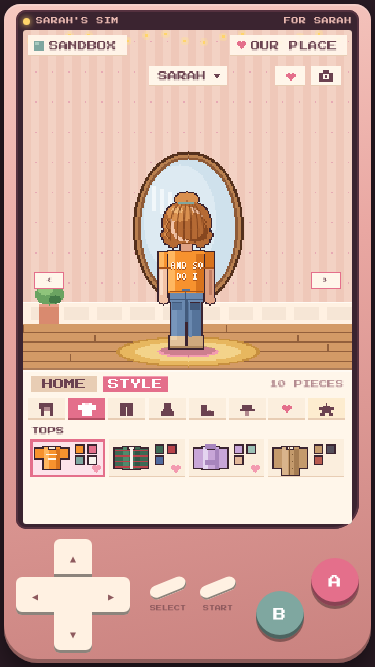 SARAH'S SIM
FOR SARAH
SANDBOX
OUR PLACE
SARAH
AND SO
DO I
HOME
STYLE
10 PIECES
TOPS
SELECT
START
A
B